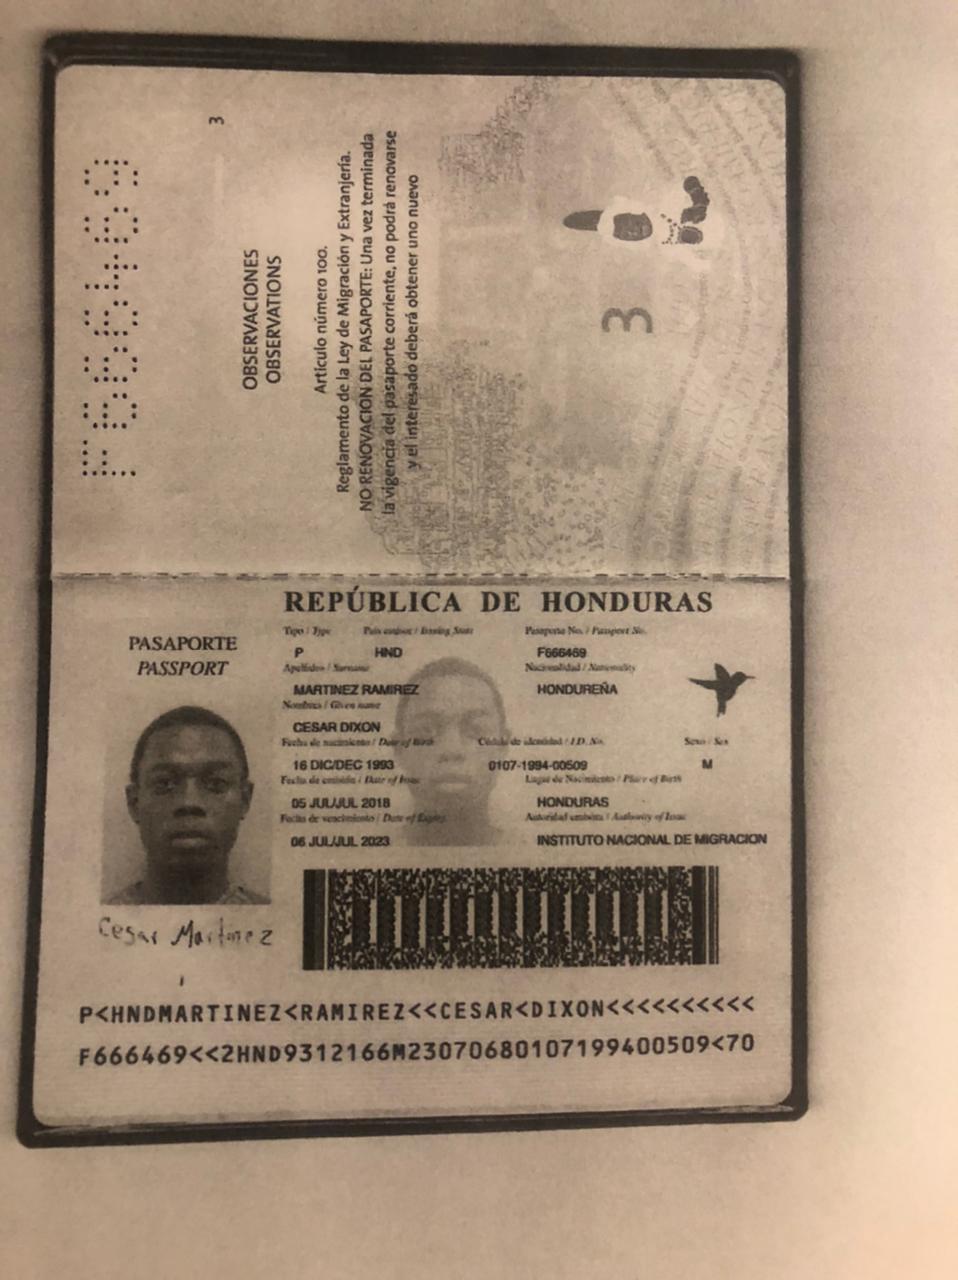 F666469
3
OBSERVACIONES
OBSERVATIONS
Artículo número 100.
Reglamento de la Ley de Migración y Extranjería.
NO RENOVACION DEL PASAPORTE: Una vez terminada
la vigencia del pasaporte corriente, no podrá renovarse
y el interesado deberá obtener uno nuevo
3
REPÚBLICA DE HONDURAS
PASAPORTE
PASSPORT
Tipo / Type País emisor / Issuing State Pasaporte No. / Passport No.
P HND F666469
Apellidos / Surname Nacionalidad / Nationality
MARTINEZ RAMIREZ HONDUREÑA
Nombres / Given name
CESAR DIXON
Fecha de nacimiento / Date of Birth Cédula de identidad / I.D. No. Sexo / Sex
16 DIC/DEC 1993 0107-1994-00509 M
Fecha de emisión / Date of Issue Lugar de Nacimiento / Place of Birth
05 JUL/JUL 2018 HONDURAS
Fecha de vencimiento / Date of Expiry Autoridad emisora / Authority of Issue
06 JUL/JUL 2023 INSTITUTO NACIONAL DE MIGRACION
Cesar Martinez
P<HNDMARTINEZ<RAMIREZ<<CESAR<DIXON<<<<<<<<<<
F666469<<2HND9312166M23070680107199400509<70